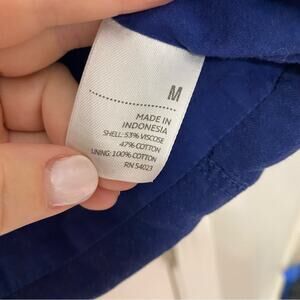 M
MADE IN
INDONESIA
SHELL: 53% VISCOSE
47% COTTON
LINING: 100% COTTON
RN 54023